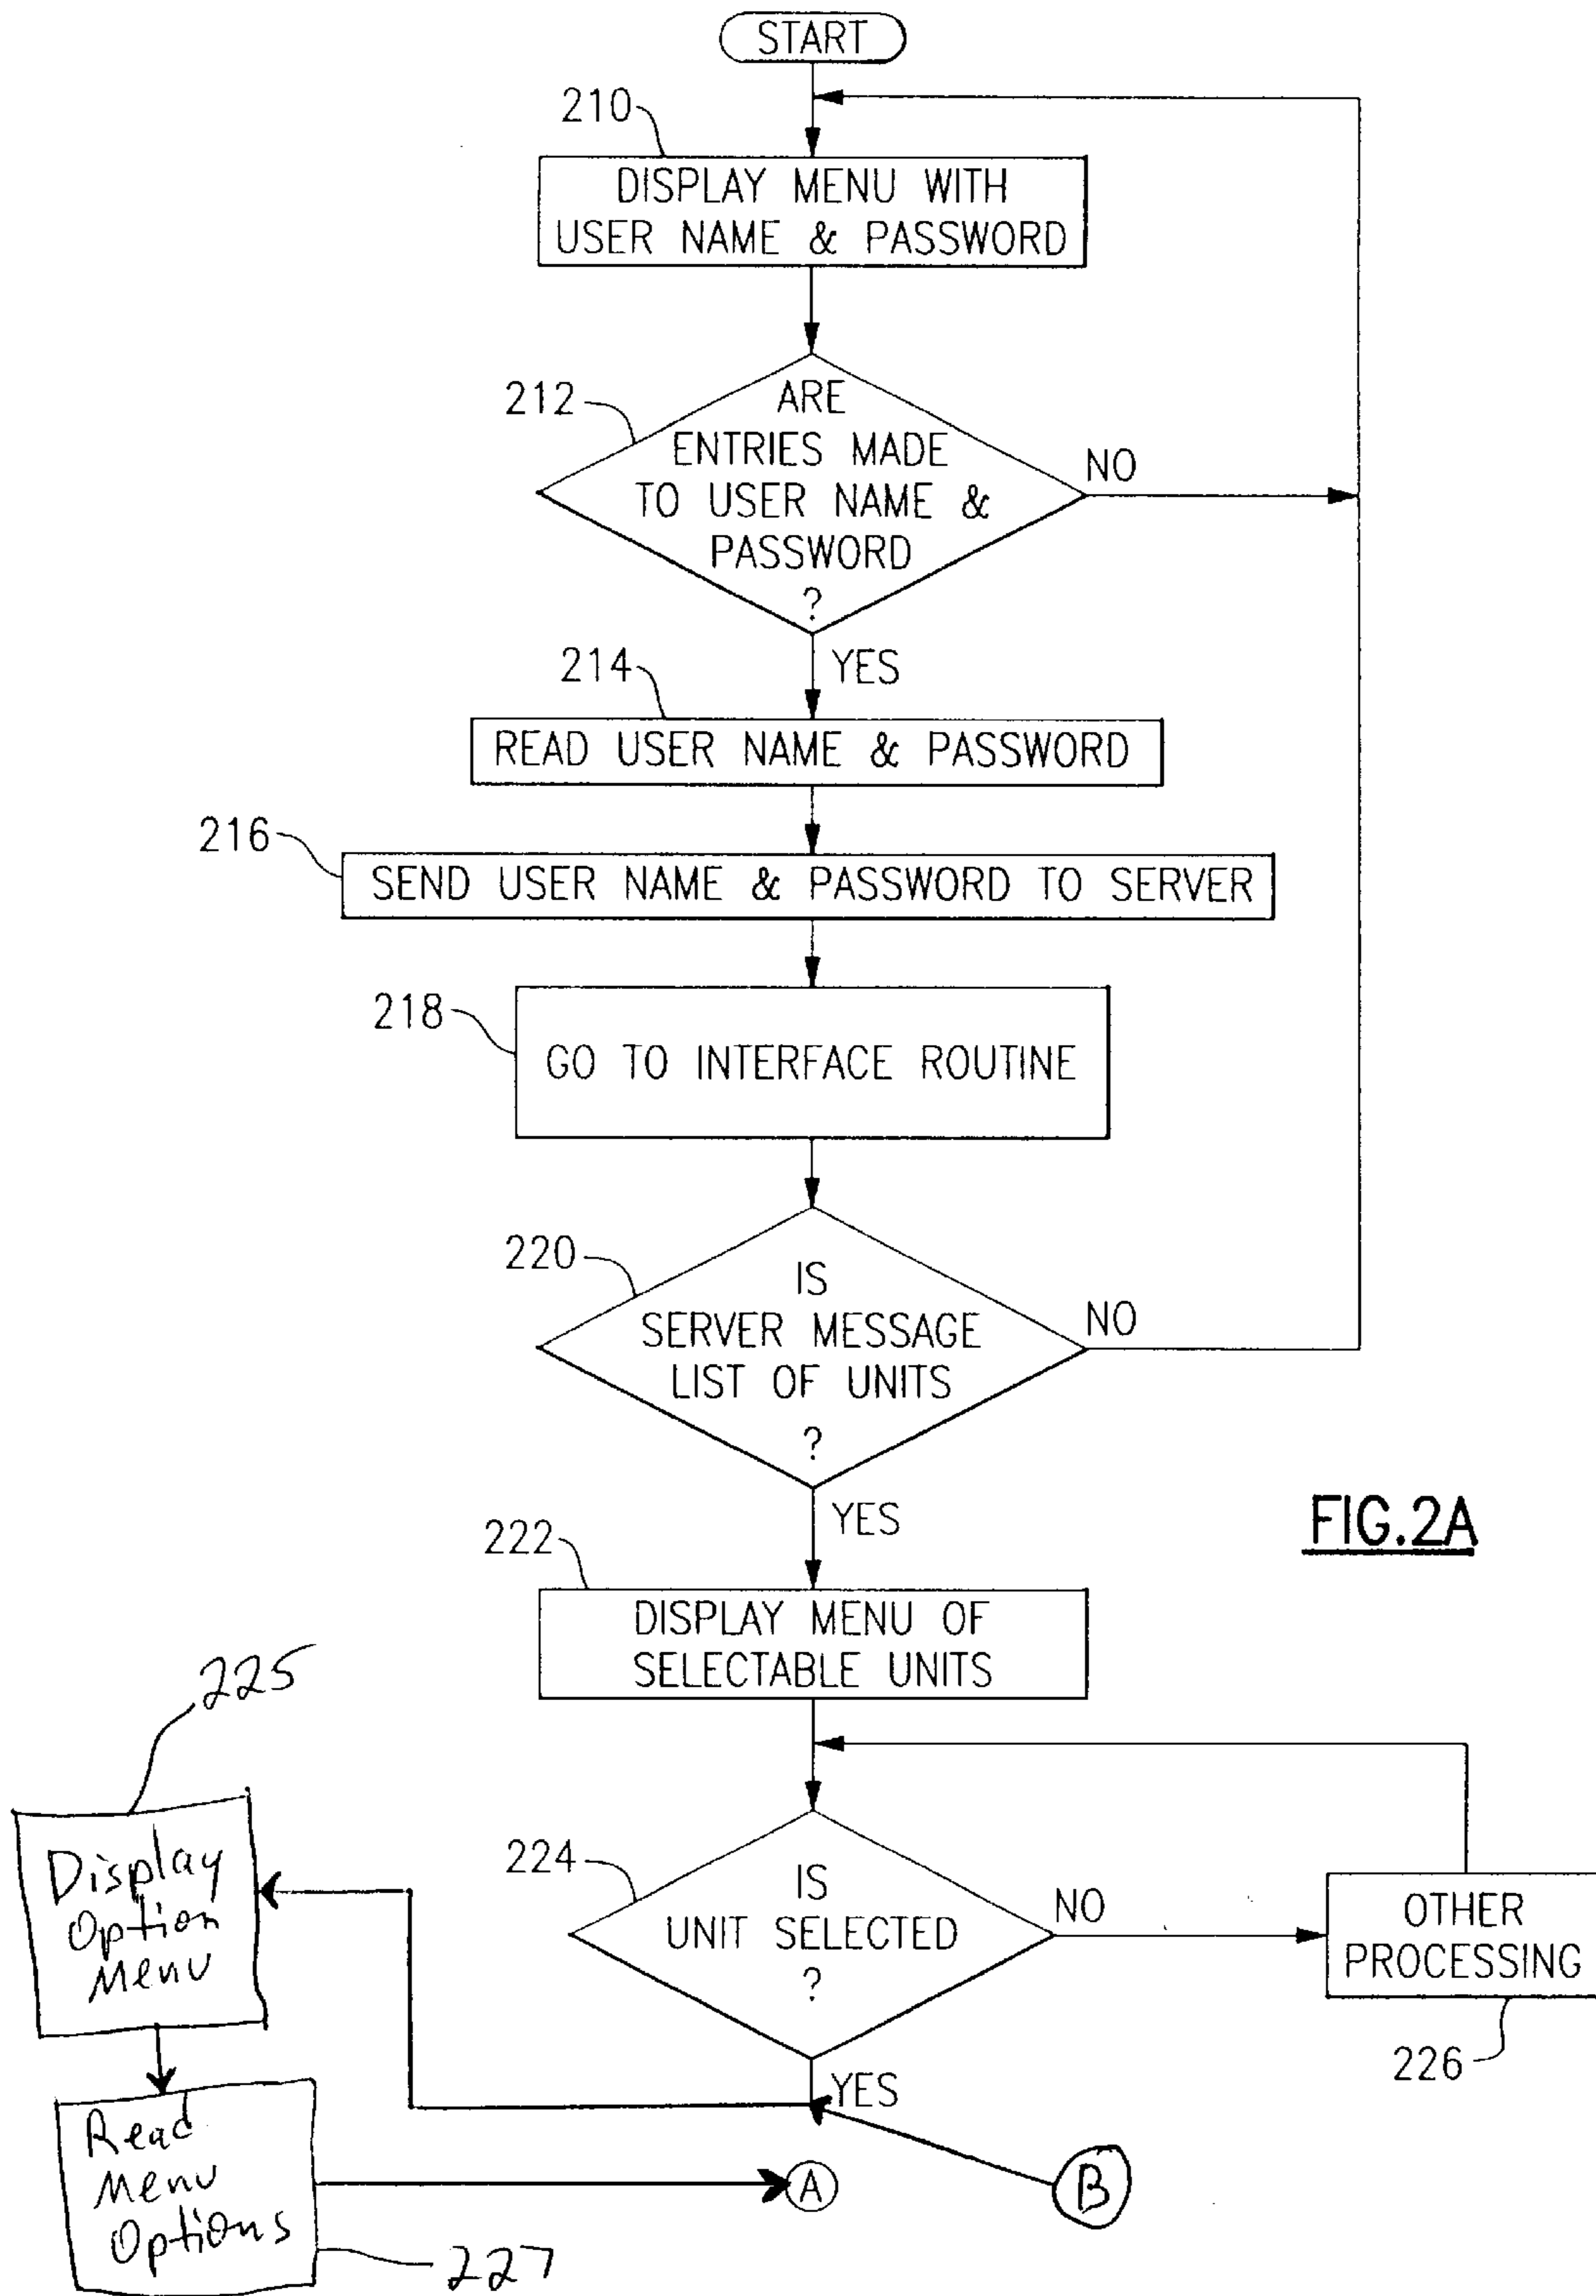 START
210
DISPLAY MENU WITH
USER NAME & PASSWORD
212
ARE
ENTRIES MADE
TO USER NAME &
PASSWORD
?
NO
YES
214
READ USER NAME & PASSWORD
216
SEND USER NAME & PASSWORD TO SERVER
218
GO TO INTERFACE ROUTINE
220
IS
SERVER MESSAGE
LIST OF UNITS
?
NO
YES
FIG.2A
222
DISPLAY MENU OF
SELECTABLE UNITS
225
Display
Option
Menu
224
IS
UNIT SELECTED
?
NO
OTHER
PROCESSING
226
YES
Read
Menu
Options
227
A
B